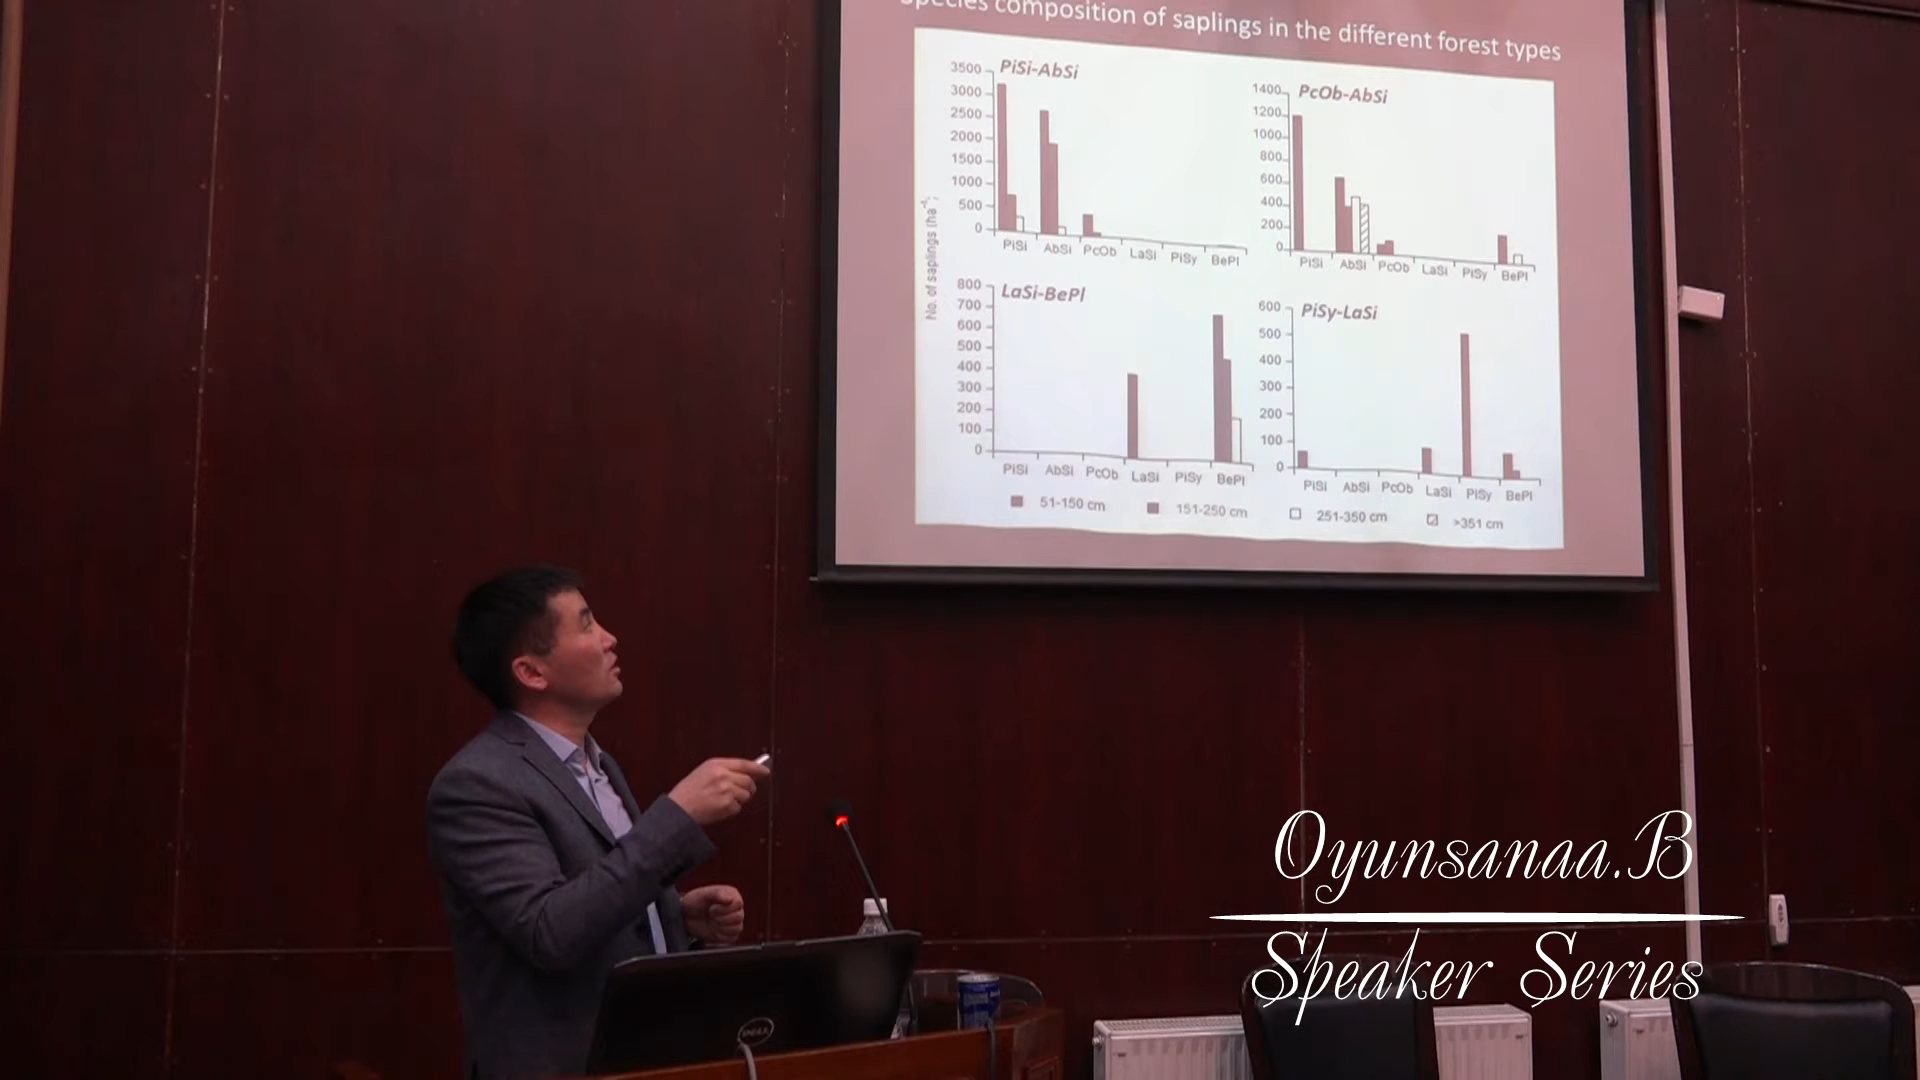 Species composition of saplings in the different forest types
No. of saplings (ha⁻¹)
PiSi-AbSi
3500
3000
2500
2000
1500
1000
500
0
PiSi AbSi PcOb LaSi PiSy BePl
PcOb-AbSi
1400
1200
1000
800
600
400
200
0
PiSi AbSi PcOb LaSi PiSy BePl
LaSi-BePl
800
700
600
500
400
300
200
100
0
PiSi AbSi PcOb LaSi PiSy BePl
PiSy-LaSi
600
500
400
300
200
100
0
PiSi AbSi PcOb LaSi PiSy BePl
51-150 cm 151-250 cm 251-350 cm >351 cm
DELL
Oyunsanaa.B
Speaker Series